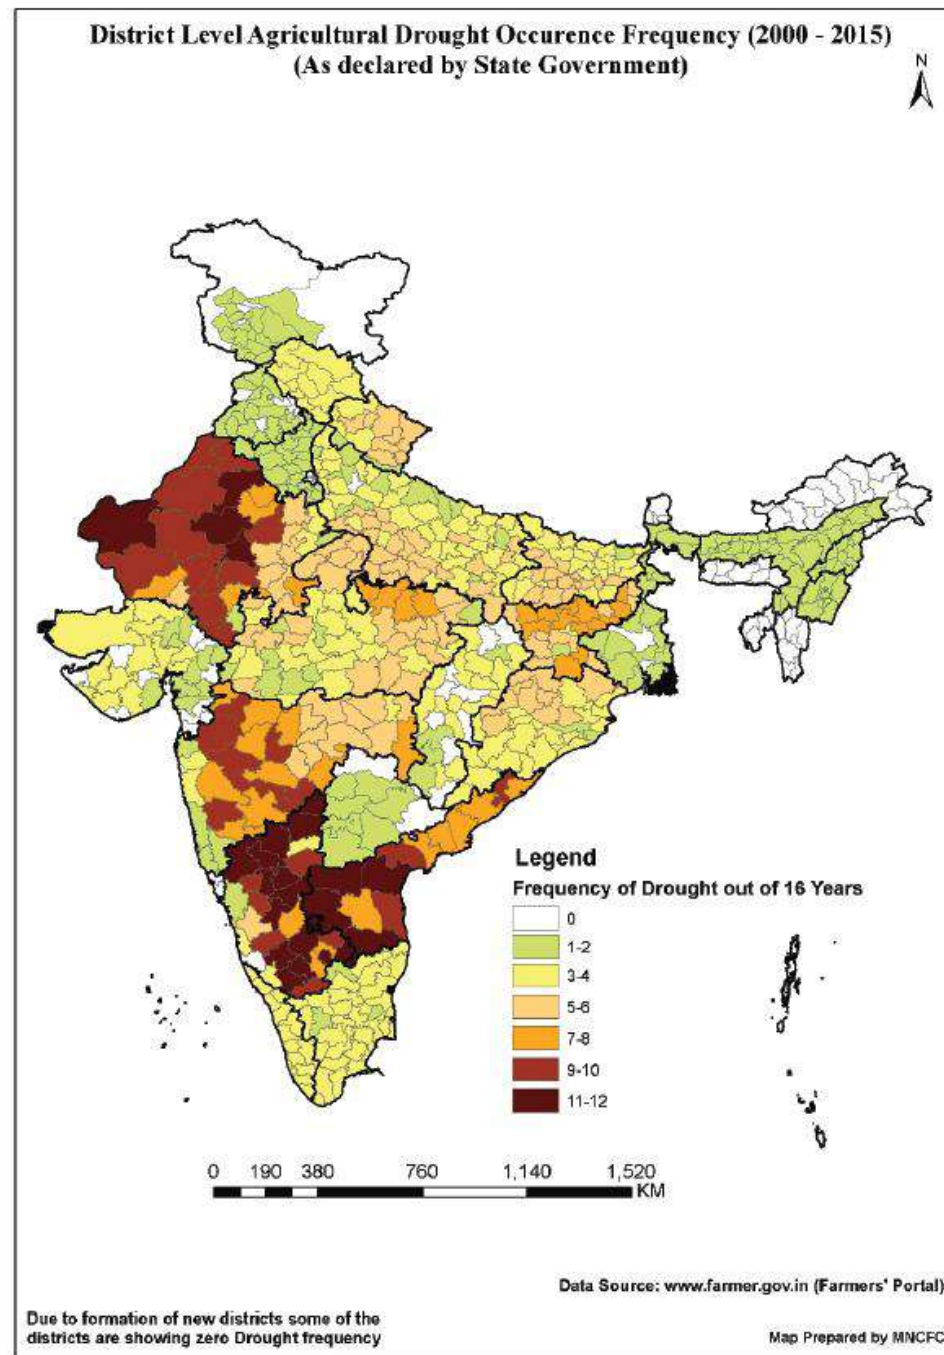 District Level Agricultural Drought Occurence Frequency (2000 - 2015)
(As declared by State Government)
N
Legend
Frequency of Drought out of 16 Years
0
1-2
3-4
5-6
7-8
9-10
11-12
0 190 380 760 1,140 1,520
KM
Data Source: www.farmer.gov.in (Farmers' Portal)
Due to formation of new districts some of the
districts are showing zero Drought frequency
Map Prepared by MNCFC